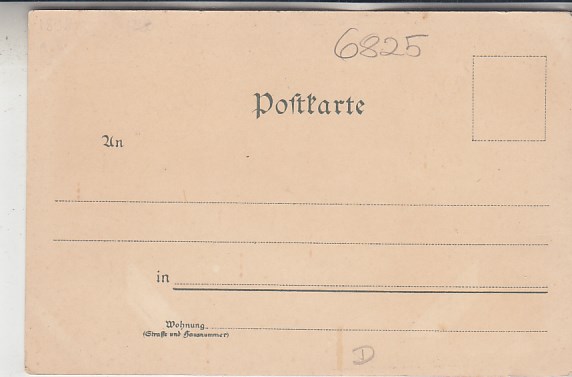 6825
Postkarte
An
in
Wohnung
(Straße und Hausnummer)
D